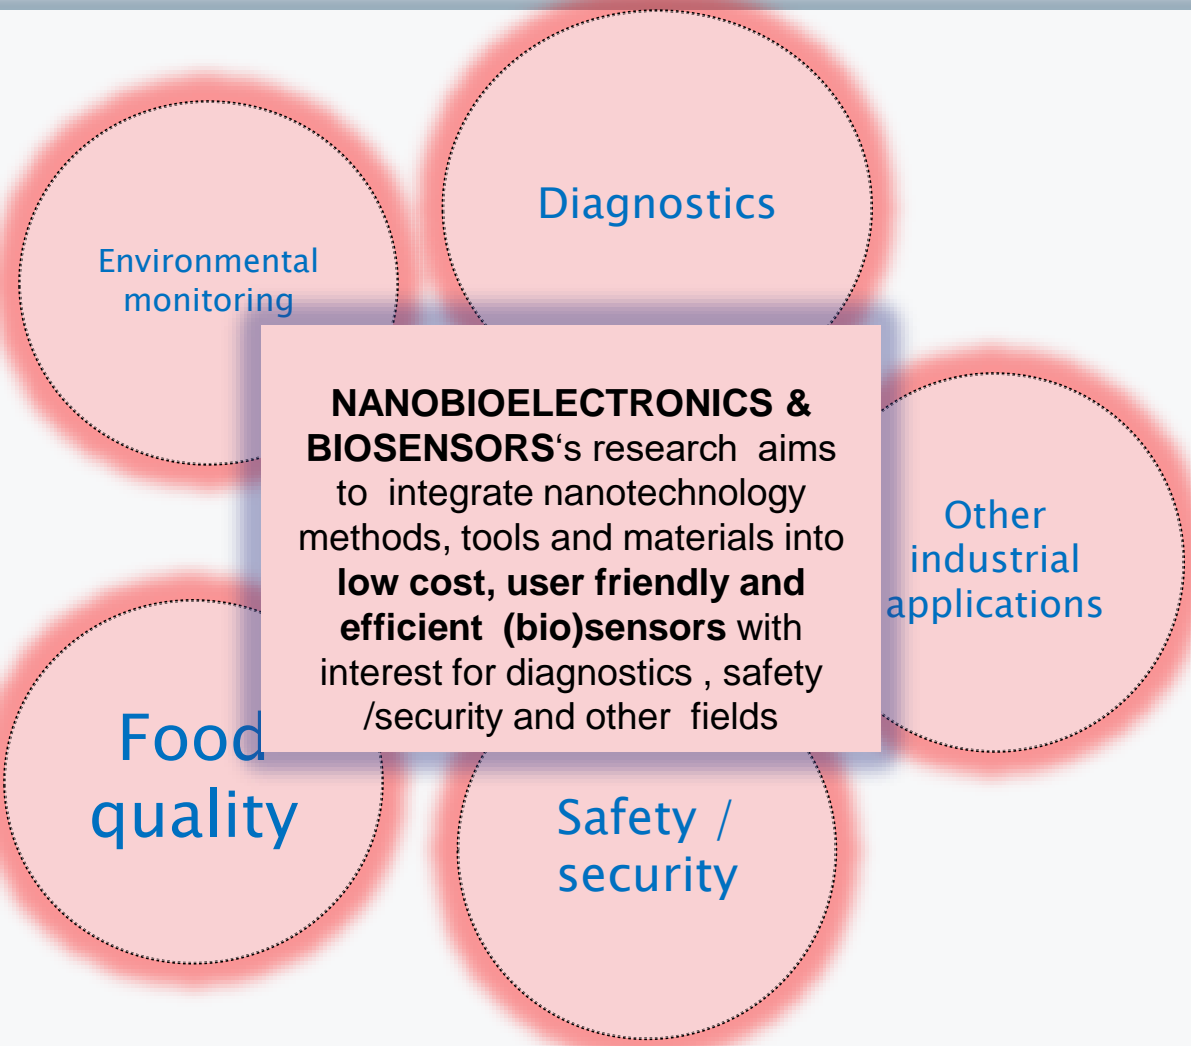 Diagnostics
Environmental
monitoring
NANOBIOELECTRONICS &
BIOSENSORS‘s research aims
to integrate nanotechnology
methods, tools and materials into
low cost, user friendly and
efficient (bio)sensors with
interest for diagnostics , safety
/security and other fields
Other
industrial
applications
Food
quality
Safety /
security